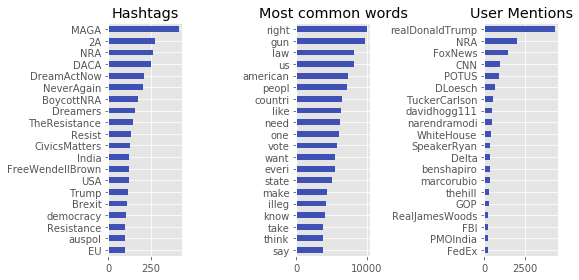 Hashtags
MAGA
2A
NRA
DACA
DreamActNow
NeverAgain
BoycottNRA
Dreamers
TheResistance
Resist
CivicsMatters
India
FreeWendellBrown
USA
Trump
Brexit
democracy
Resistance
auspol
EU
0 250
Most common words
right
gun
law
us
american
peopl
countri
like
need
one
vote
want
everi
state
make
illeg
know
take
think
say
0 10000
User Mentions
realDonaldTrump
NRA
FoxNews
CNN
POTUS
DLoesch
TuckerCarlson
davidhogg111
narendramodi
WhiteHouse
SpeakerRyan
Delta
benshapiro
marcorubio
thehill
GOP
RealJamesWoods
FBI
PMOIndia
FedEx
0 2500